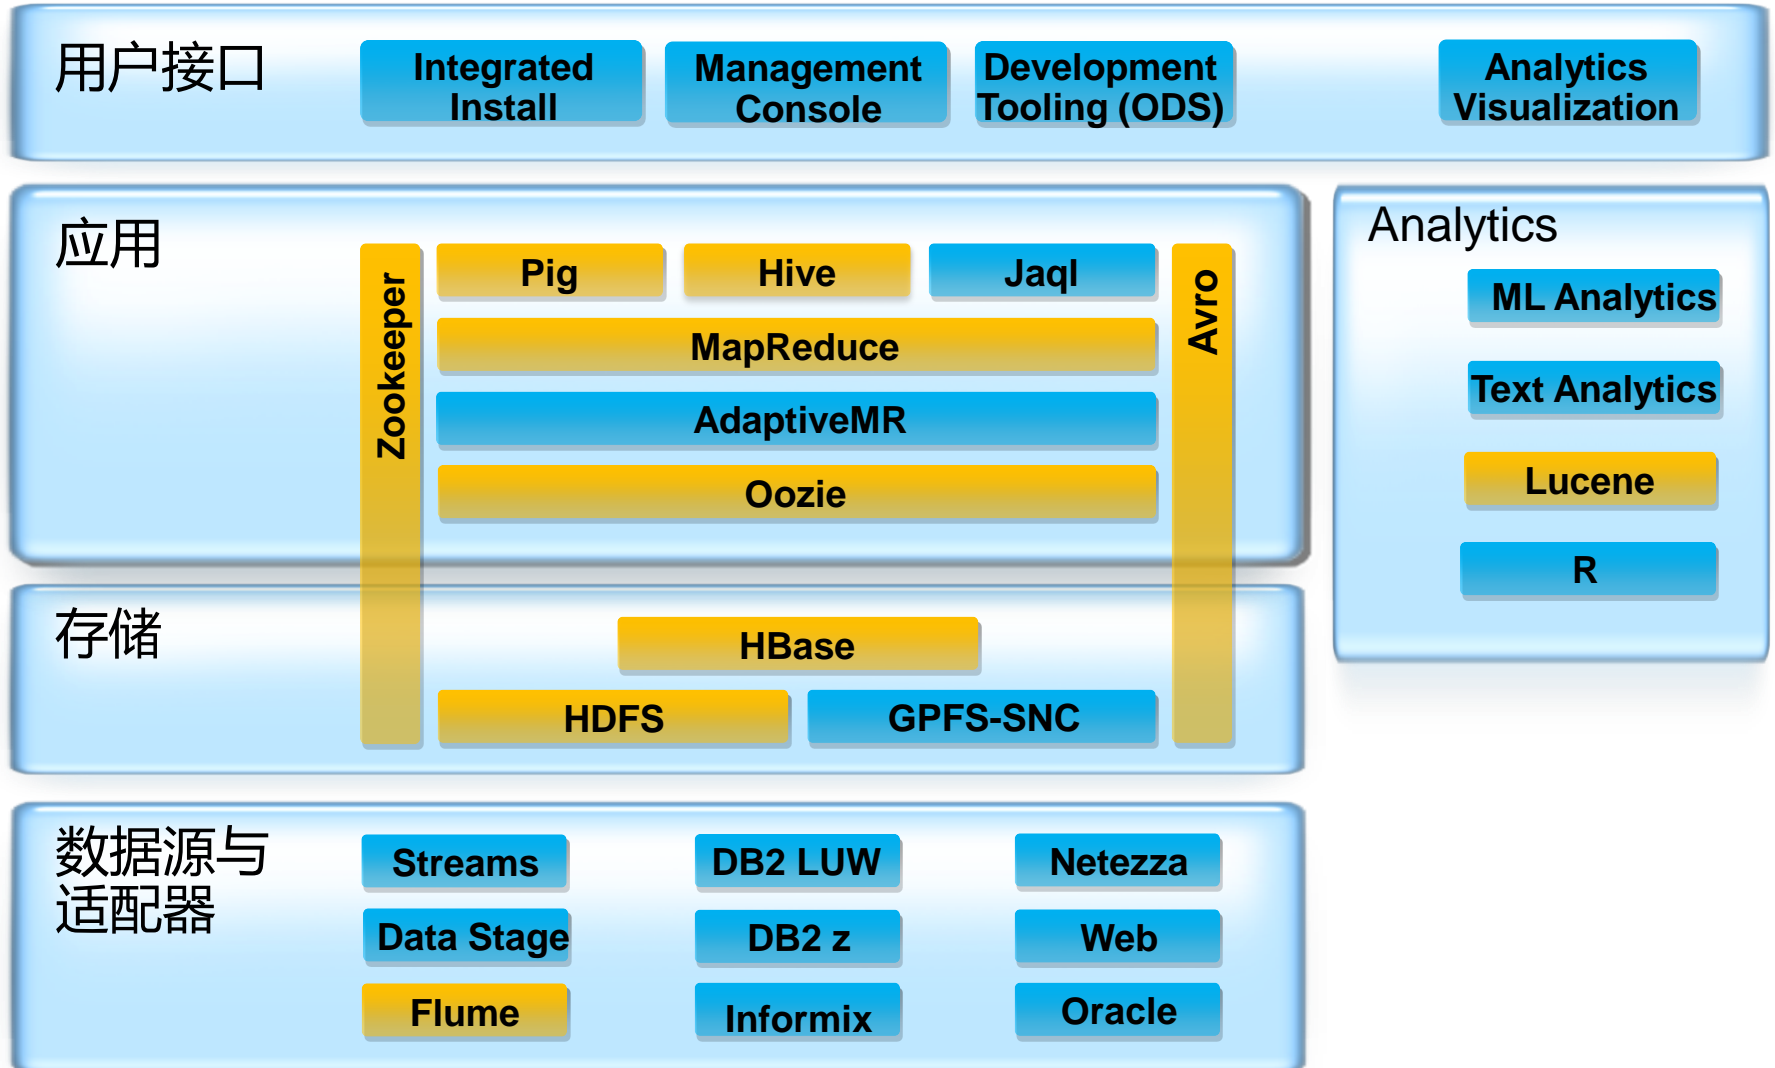 用户接口
Integrated
Install
Management
Console
Development
Tooling (ODS)
Analytics
Visualization
应用
Zookeeper
Pig
Hive
Jaql
MapReduce
AdaptiveMR
Oozie
Avro
Analytics
ML Analytics
Text Analytics
Lucene
R
存储
HBase
HDFS
GPFS-SNC
数据源与
适配器
Streams
DB2 LUW
Netezza
Data Stage
DB2 z
Web
Flume
Informix
Oracle